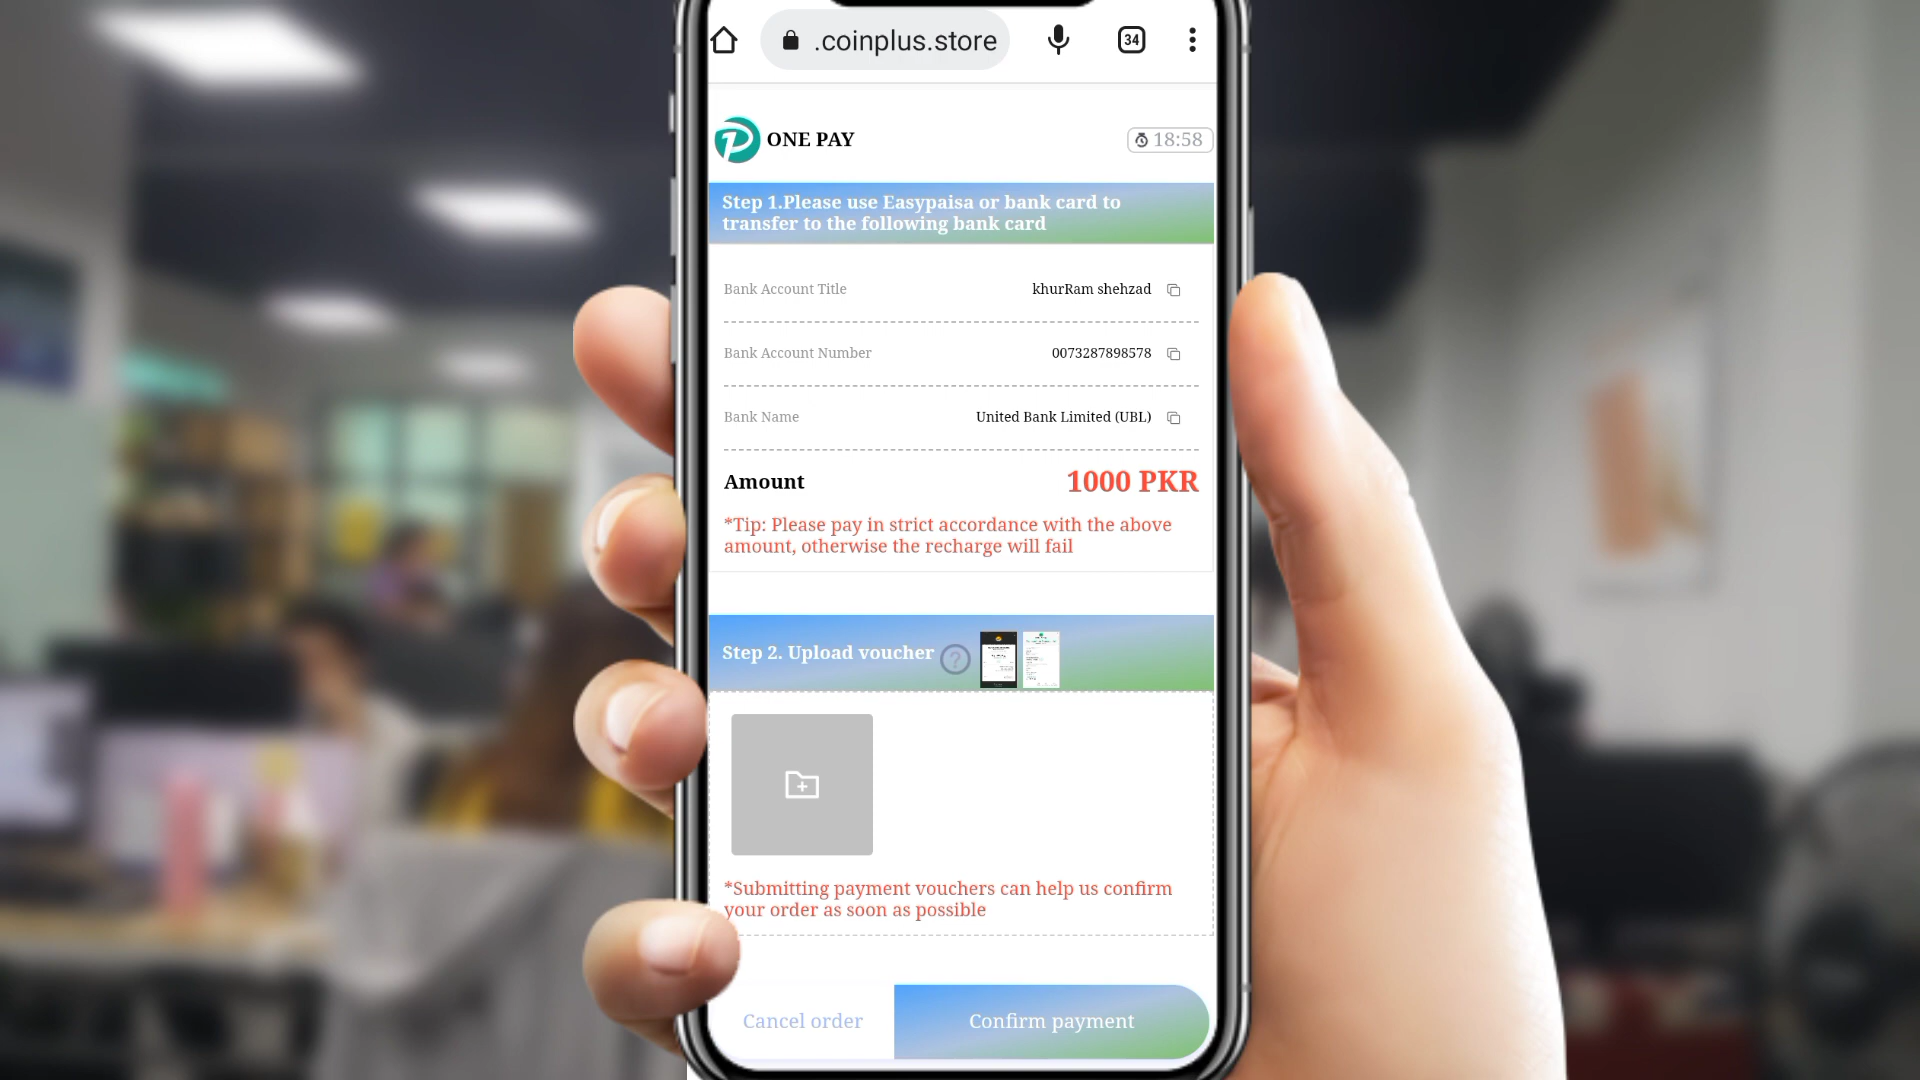 .coinplus.store
34
ONE PAY
18:58
Step 1.Please use Easypaisa or bank card to
transfer to the following bank card
Bank Account Title khurRam shehzad
Bank Account Number 0073287898578
Bank Name United Bank Limited (UBL)
Amount 1000 PKR
*Tip: Please pay in strict accordance with the above
amount, otherwise the recharge will fail
Step 2. Upload voucher ?
*Submitting payment vouchers can help us confirm
your order as soon as possible
Cancel order Confirm payment